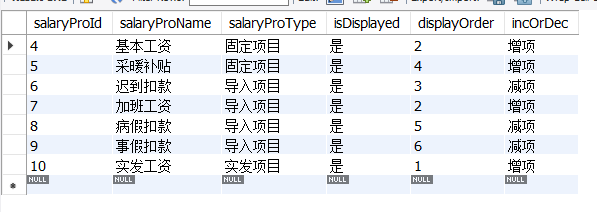 salaryProId salaryProName salaryProType isDisplayed displayOrder incOrDec
4 基本工资 固定项目 是 2 增项
5 采暖补贴 固定项目 是 4 增项
6 迟到扣款 导入项目 是 3 减项
7 加班工资 导入项目 是 2 增项
8 病假扣款 导入项目 是 5 减项
9 事假扣款 导入项目 是 6 减项
10 实发工资 实发项目 是 1 增项
NULL NULL NULL NULL NULL NULL